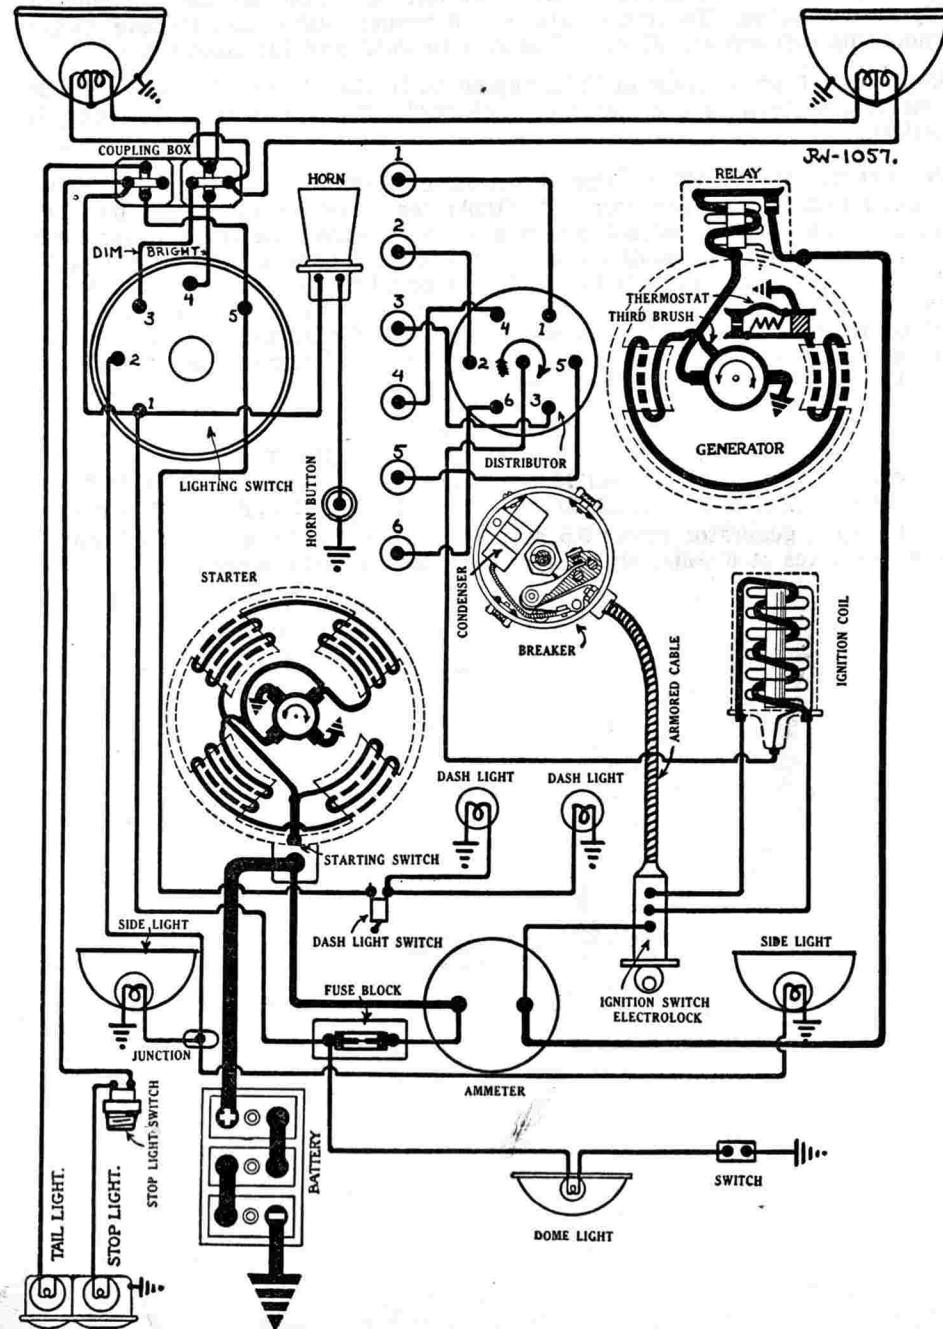 COUPLING BOX
HORN
1
JW-1057.
RELAY
2
DIM
BRIGHT
THERMOSTAT
THIRD BRUSH
3
4
5
3
4
1
2
2
5
4
6
3
1
GENERATOR
LIGHTING SWITCH
HORN BUTTON
DISTRIBUTOR
5
6
STARTER
CONDENSER
BREAKER
IGNITION COIL
ARMORED CABLE
DASH LIGHT
DASH LIGHT
STARTING SWITCH
SIDE LIGHT
DASH LIGHT SWITCH
SIDE LIGHT
FUSE BLOCK
IGNITION SWITCH
ELECTROLOCK
JUNCTION
AMMETER
STOP LIGHT SWITCH
BATTERY
TAIL LIGHT.
STOP LIGHT.
SWITCH
DOME LIGHT